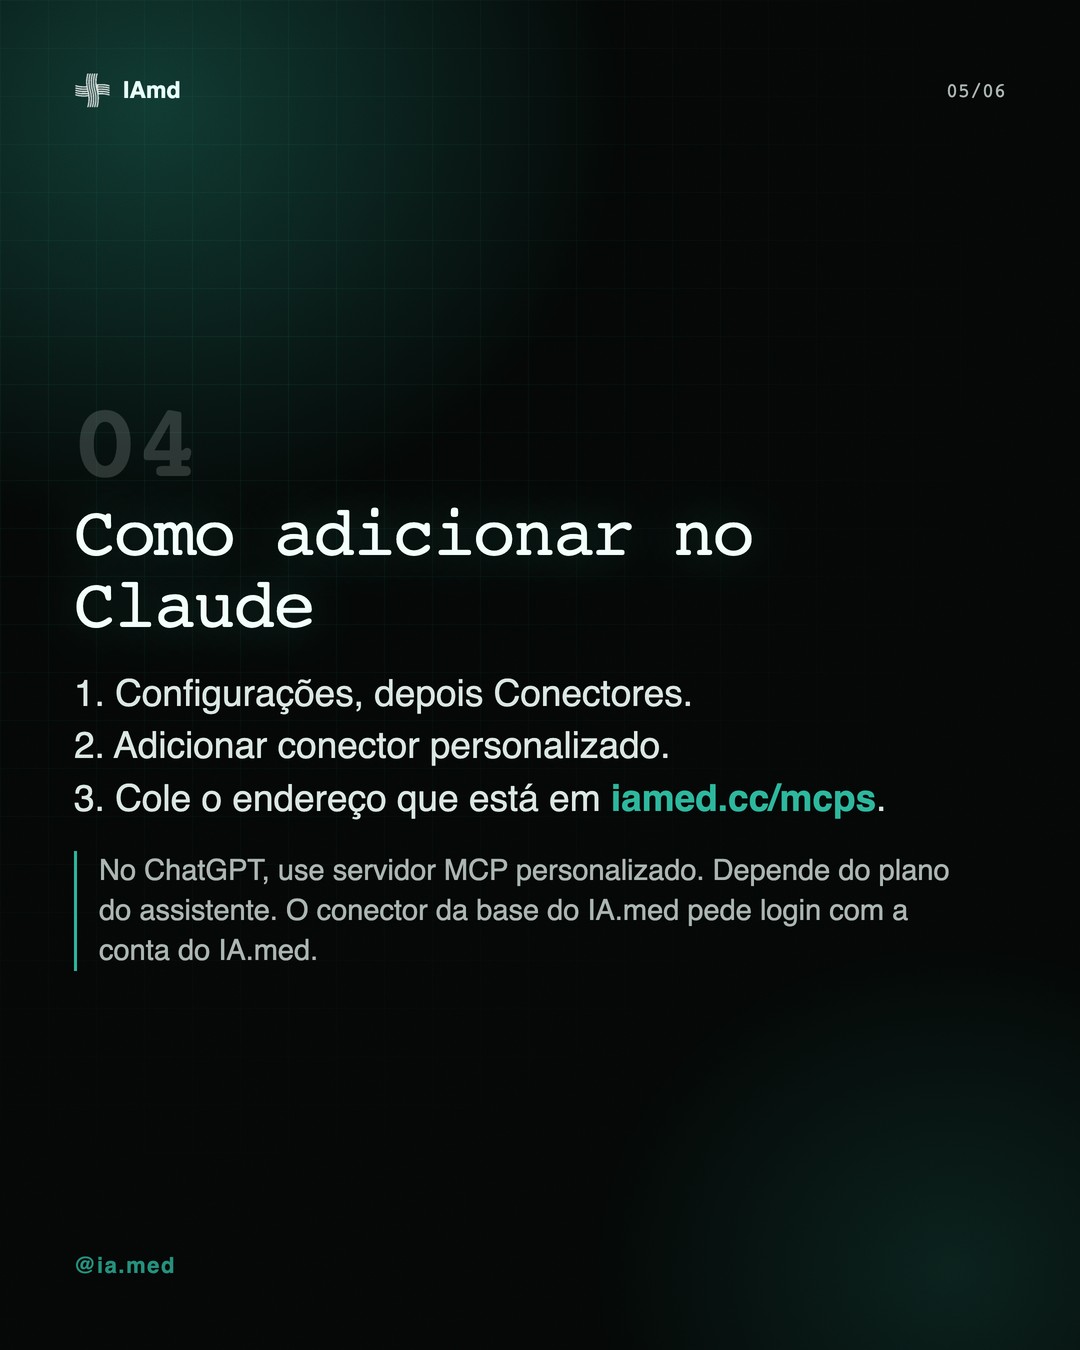 IAmd
05/06
04
Como adicionar no
Claude
1. Configurações, depois Conectores.
2. Adicionar conector personalizado.
3. Cole o endereço que está em iamed.cc/mcps.
No ChatGPT, use servidor MCP personalizado. Depende do plano
do assistente. O conector da base do IA.med pede login com a
conta do IA.med.
@ia.med